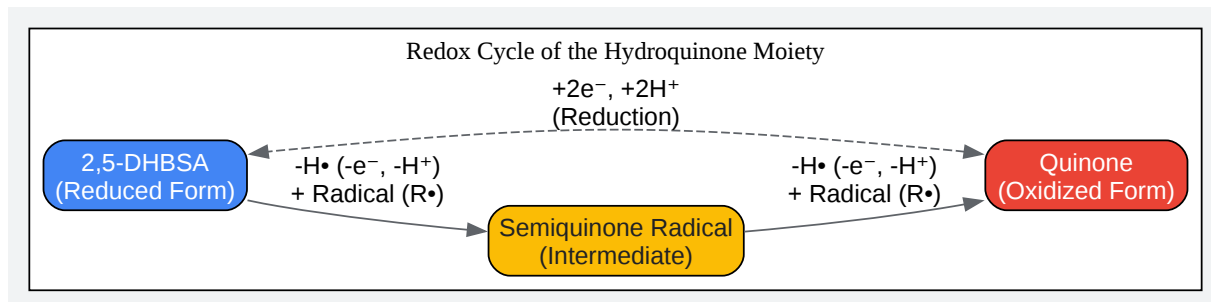 Redox Cycle of the Hydroquinone Moiety
+2e⁻, +2H⁺
(Reduction)
2,5-DHBSA
(Reduced Form)
-H• (-e⁻, -H⁺)
+ Radical (R•)
Semiquinone Radical
(Intermediate)
-H• (-e⁻, -H⁺)
+ Radical (R•)
Quinone
(Oxidized Form)